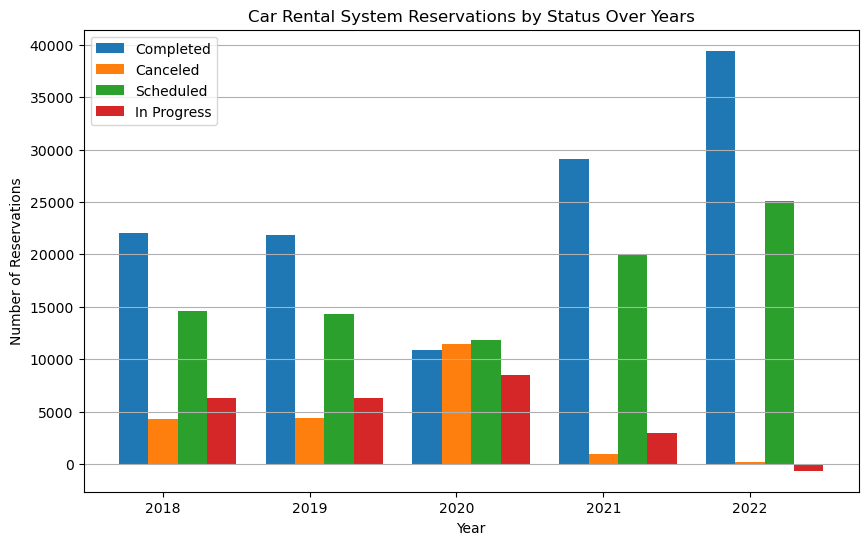 Car Rental System Reservations by Status Over Years
Completed
Canceled
Scheduled
In Progress
Number of Reservations
40000
35000
30000
25000
20000
15000
10000
5000
0
2018 2019 2020 2021 2022
Year